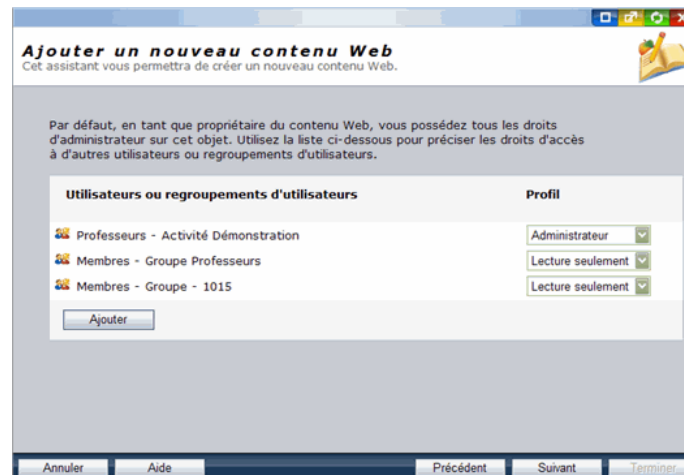 Ajouter un nouveau contenu Web
Cet assistant vous permettra de créer un nouveau contenu Web.
Par défaut, en tant que propriétaire du contenu Web, vous possédez tous les droits
d'administrateur sur cet objet. Utilisez la liste ci-dessous pour préciser les droits d'accès
à d'autres utilisateurs ou regroupements d'utilisateurs.
Utilisateurs ou regroupements d'utilisateurs Profil
Professeurs - Activité Démonstration Administrateur
Membres - Groupe Professeurs Lecture seulement
Membres - Groupe - 1015 Lecture seulement
Ajouter
Annuler Aide Précédent Suivant Terminer